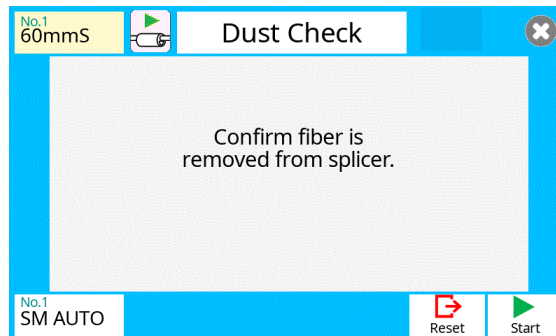 No.1
60mmS
Dust Check
Confirm fiber is
removed from splicer.
No.1
SM AUTO
Reset
Start